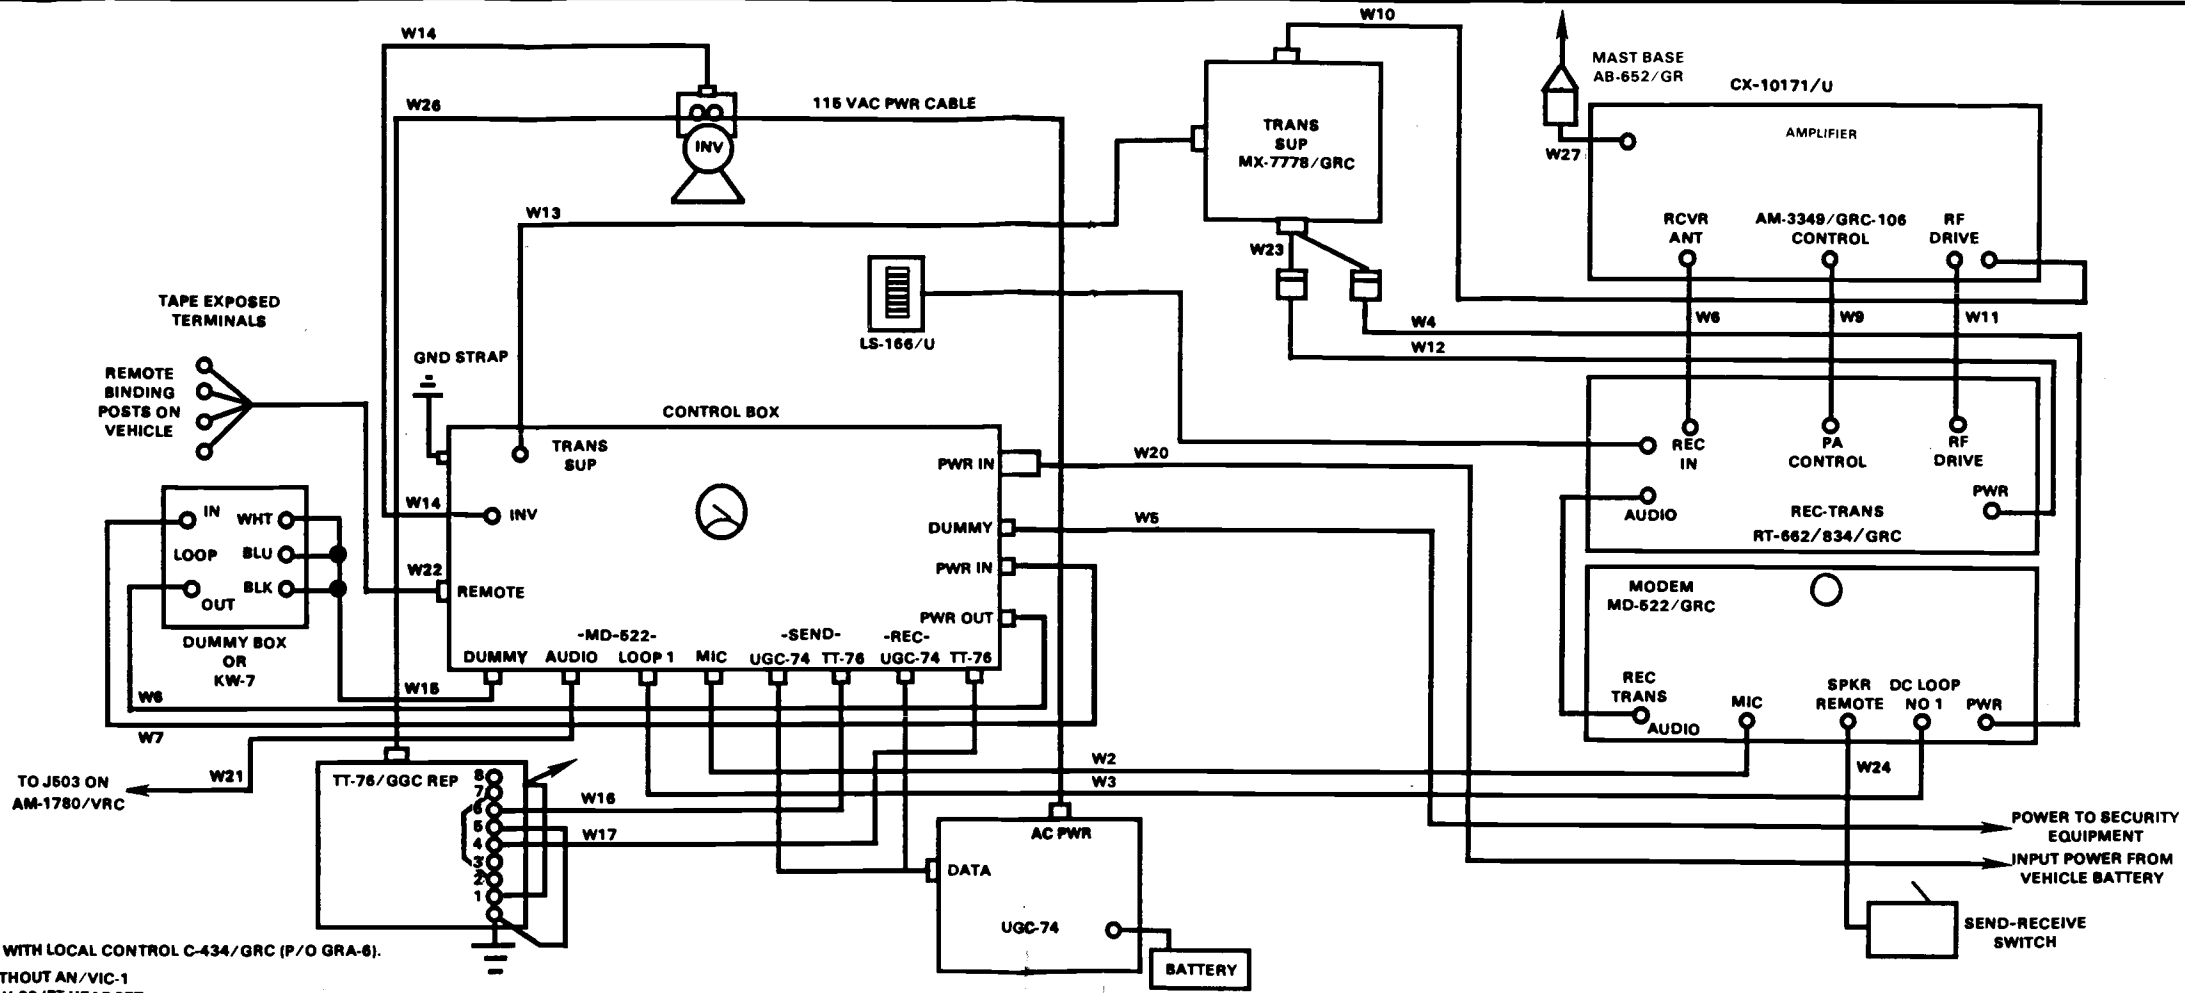 W10
W14
MAST BASE
AB-652/GR
CX-10171/U
W26
115 VAC PWR CABLE
AMPLIFIER
TRANS
SUP
MX-7778/GRC
INV
W27
W13
RCVR
ANT
AM-3349/GRC-106
CONTROL
RF
DRIVE
W23
TAPE EXPOSED
TERMINALS
W6
W9
W11
W4
W12
LS-166/U
GND STRAP
REMOTE
BINDING
POSTS ON
VEHICLE
CONTROL BOX
TRANS
SUP
PWR IN
W20
REC
IN
PA
CONTROL
RF
DRIVE
PWR
W14
INV
IN
WHT
LOOP
BLU
BLK
OUT
DUMMY
W5
AUDIO
REC-TRANS
RT-662/834/GRC
PWR IN
W22
REMOTE
MODEM
MD-522/GRC
PWR OUT
DUMMY BOX
OR
KW-7
-MD-522-
-SEND-
-REC-
DUMMY
AUDIO
LOOP 1
MIC
UGC-74
TT-76
UGC-74
TT-76
W6
W15
REC
TRANS
AUDIO
MIC
SPKR
REMOTE
DC LOOP
NO 1
PWR
W7
W21
TO J503 ON
AM-1780/VRC
TT-76/GGC REP
8
7
6
5
4
3
2
1
W16
W17
W2
W3
W24
AC PWR
DATA
UGC-74
BATTERY
POWER TO SECURITY
EQUIPMENT
INPUT POWER FROM
VEHICLE BATTERY
SEND-RECEIVE
SWITCH
WITH LOCAL CONTROL C-434/GRC (P/O GRA-6).
THOUT AN/VIC-1